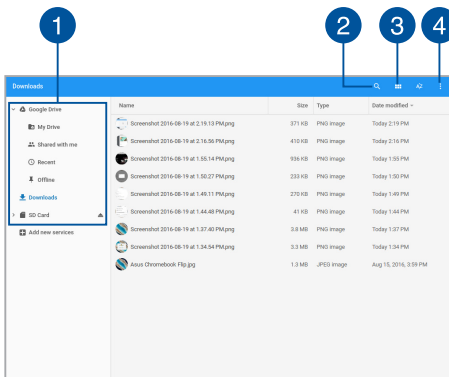 1
2
3
4
Downloads
Google Drive
My Drive
Shared with me
Recent
Offline
Downloads
SD Card
Add new services
Name Size Type Date modified
Screenshot 2016-08-19 at 2.19.13 PM.png 371 KB PNG image Today 2:19 PM
Screenshot 2016-08-19 at 2.16.56 PM.png 410 KB PNG image Today 2:16 PM
Screenshot 2016-08-19 at 1.55.14 PM.png 936 KB PNG image Today 1:55 PM
Screenshot 2016-08-19 at 1.50.27 PM.png 233 KB PNG image Today 1:50 PM
Screenshot 2016-08-19 at 1.49.11 PM.png 270 KB PNG image Today 1:49 PM
Screenshot 2016-08-19 at 1.44.48 PM.png 41 KB PNG image Today 1:44 PM
Screenshot 2016-08-19 at 1.37.40 PM.png 3.8 MB PNG image Today 1:37 PM
Screenshot 2016-08-19 at 1.34.54 PM.png 3.3 MB PNG image Today 1:34 PM
Asus Chromebook Flip.jpg 1.3 MB JPEG image Aug 15, 2016, 3:59 PM